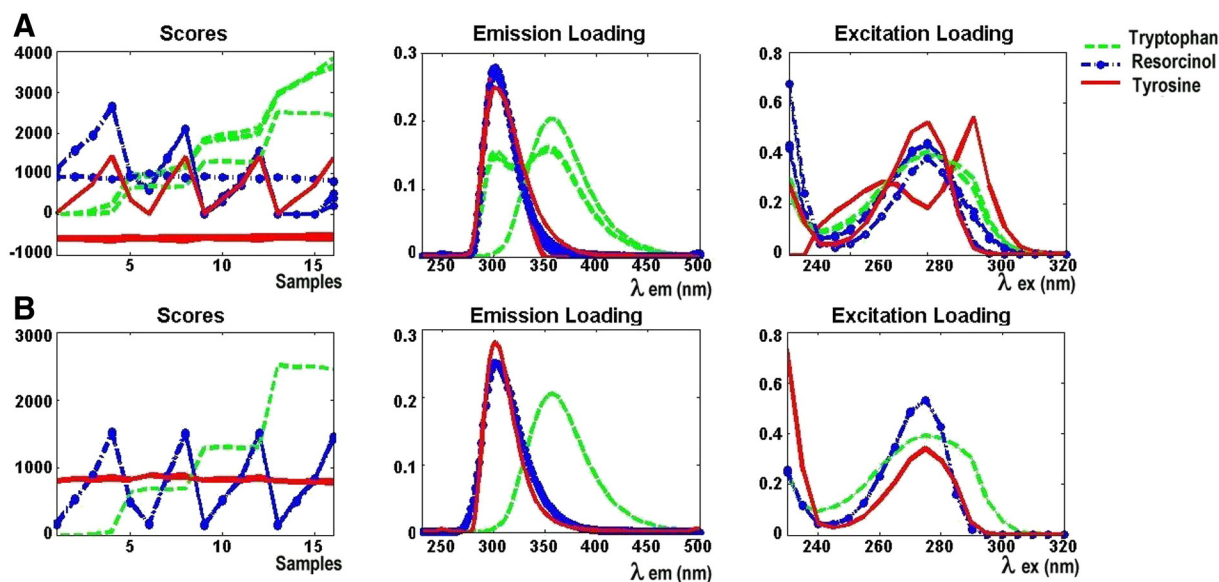 A
Scores
4000
3000
2000
1000
0
-1000
5 10 15
Samples
Emission Loading
0.3
0.2
0.1
0
250 300 350 400 450 500
λ em (nm)
Excitation Loading
0.8
0.6
0.4
0.2
0
240 260 280 300 320
λ ex (nm)
Tryptophan
Resorcinol
Tyrosine
B
Scores
3000
2000
1000
0
5 10 15
Samples
Emission Loading
0.3
0.2
0.1
0
250 300 350 400 450 500
λ em (nm)
Excitation Loading
0.8
0.6
0.4
0.2
0
240 260 280 300 320
λ ex (nm)